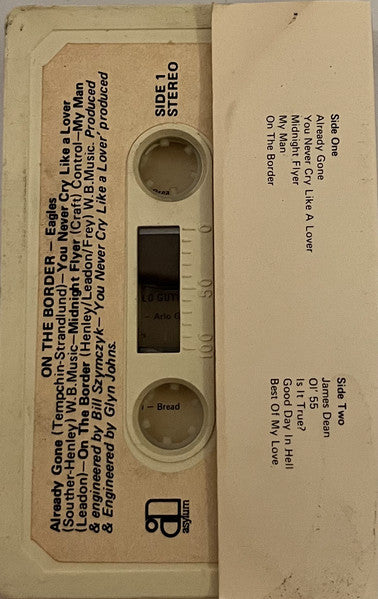 ON THE BORDER — Eagles
Already Gone (Tempchin-Strandlund)—You Never Cry Like a Lover
(Souther-Henley) W.B.Music—Midnight Flyer (Craft) Control—My Man
(Leadon)—On The Border (Henley/Leadon/Frey) W.B.Music. Produced
& engineered by Bill Szymczyk—'You Never Cry Like a Lover' produced
& Engineered by Glyn Johns.
SIDE 1
STEREO
0 50 100
LO GUT
— Arlo G
— Bread
asylum
Side One
Already Gone
You Never Cry Like A Lover
Midnight Flyer
My Man
On The Border
Side Two
James Dean
Ol' 55
Is It True?
Good Day In Hell
Best Of My Love